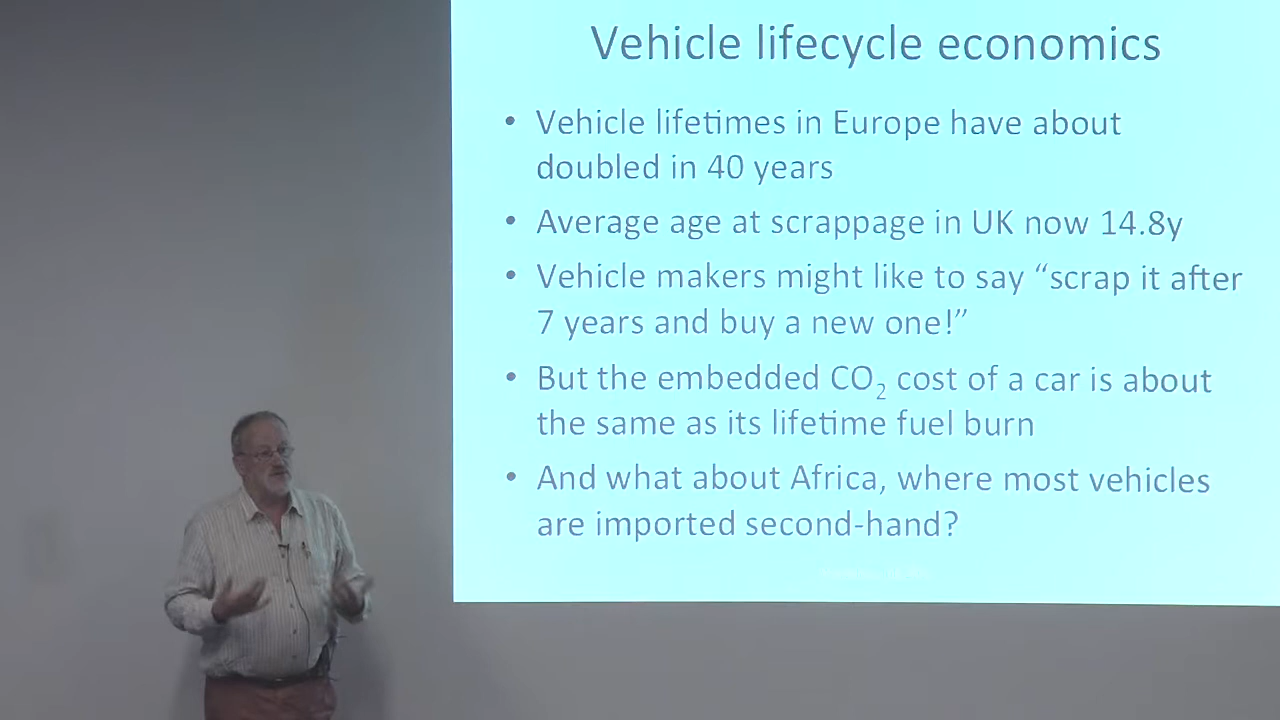 Vehicle lifecycle economics
• Vehicle lifetimes in Europe have about
doubled in 40 years
• Average age at scrappage in UK now 14.8y
• Vehicle makers might like to say “scrap it after
7 years and buy a new one!”
• But the embedded CO₂ cost of a car is about
the same as its lifetime fuel burn
• And what about Africa, where most vehicles
are imported second-hand?